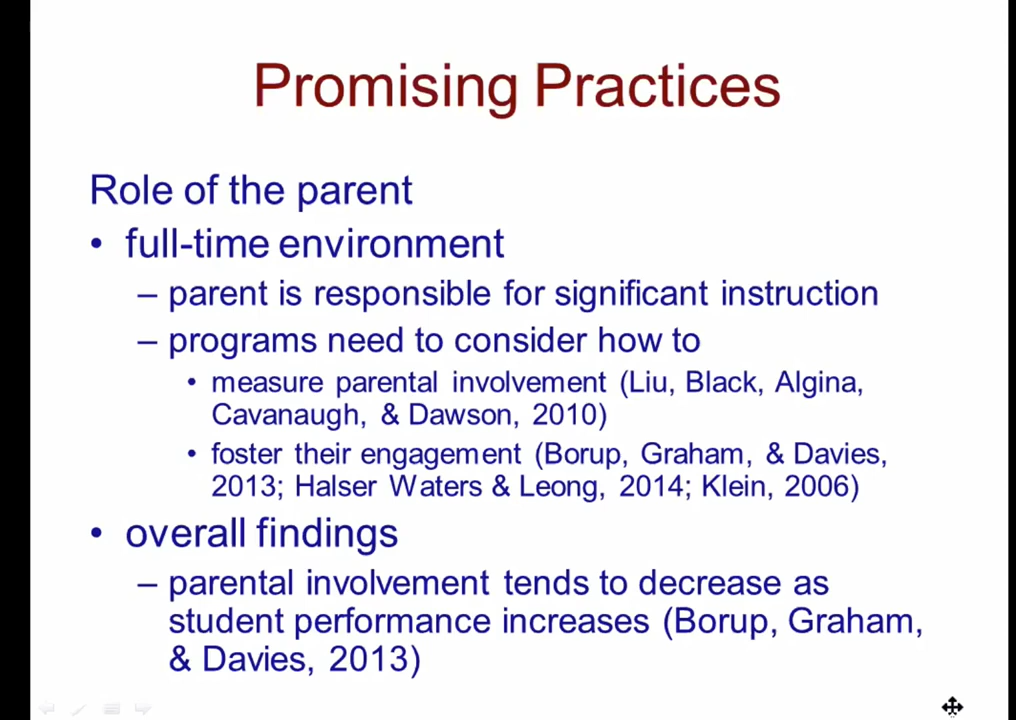 Promising Practices
Role of the parent
• full-time environment
– parent is responsible for significant instruction
– programs need to consider how to
• measure parental involvement (Liu, Black, Algina,
Cavanaugh, & Dawson, 2010)
• foster their engagement (Borup, Graham, & Davies,
2013; Halser Waters & Leong, 2014; Klein, 2006)
• overall findings
– parental involvement tends to decrease as
student performance increases (Borup, Graham,
& Davies, 2013)